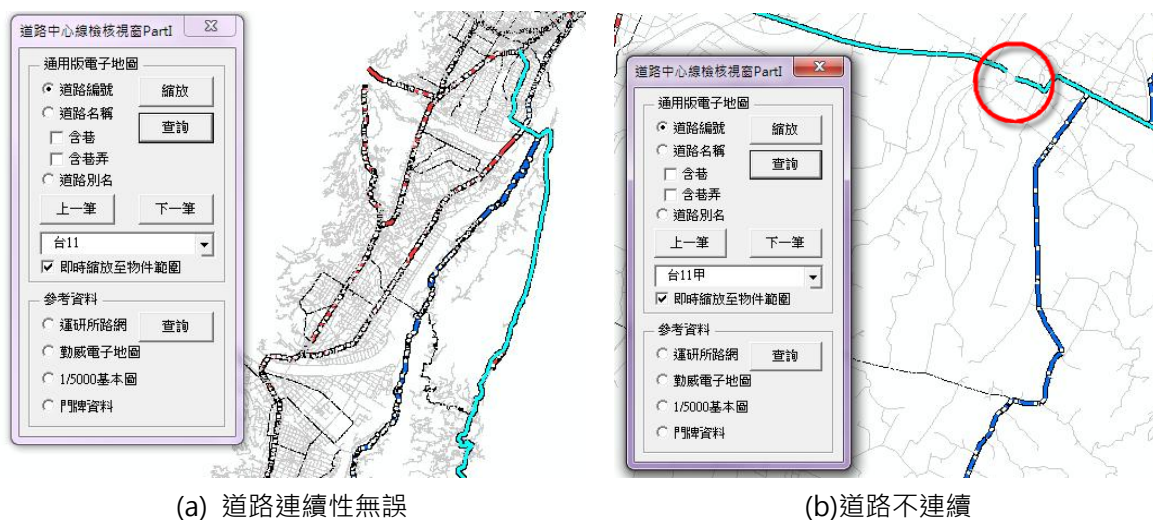 道路中心線檢核視窗PartI
通用版電子地圖
道路編號
縮放
道路名稱
查詢
含巷
含巷弄
道路別名
上一筆
下一筆
台11
即時縮放至物件範圍
參考資料
運研所路網
查詢
勤威電子地圖
1/5000基本圖
門牌資料
(a) 道路連續性無誤
道路中心線檢核視窗PartI
通用版電子地圖
道路編號
縮放
道路名稱
查詢
含巷
含巷弄
道路別名
上一筆
下一筆
台11甲
即時縮放至物件範圍
參考資料
運研所路網
查詢
勤威電子地圖
1/5000基本圖
門牌資料
(b)道路不連續